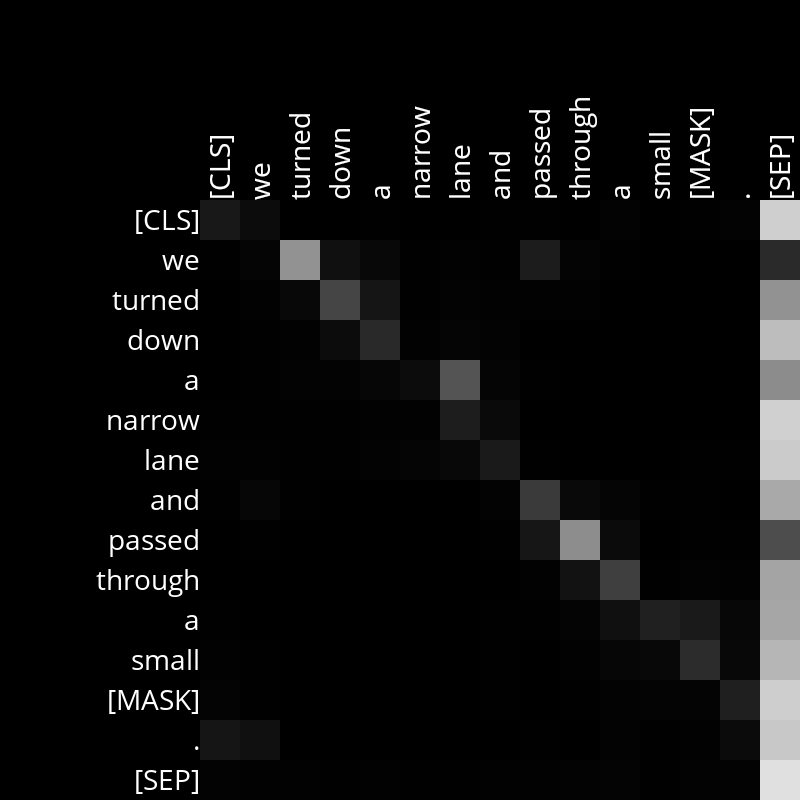 [CLS] we turned down a narrow lane and passed through a small [MASK] . [SEP]
[CLS]
we
turned
down
a
narrow
lane
and
passed
through
a
small
[MASK]
.
[SEP]